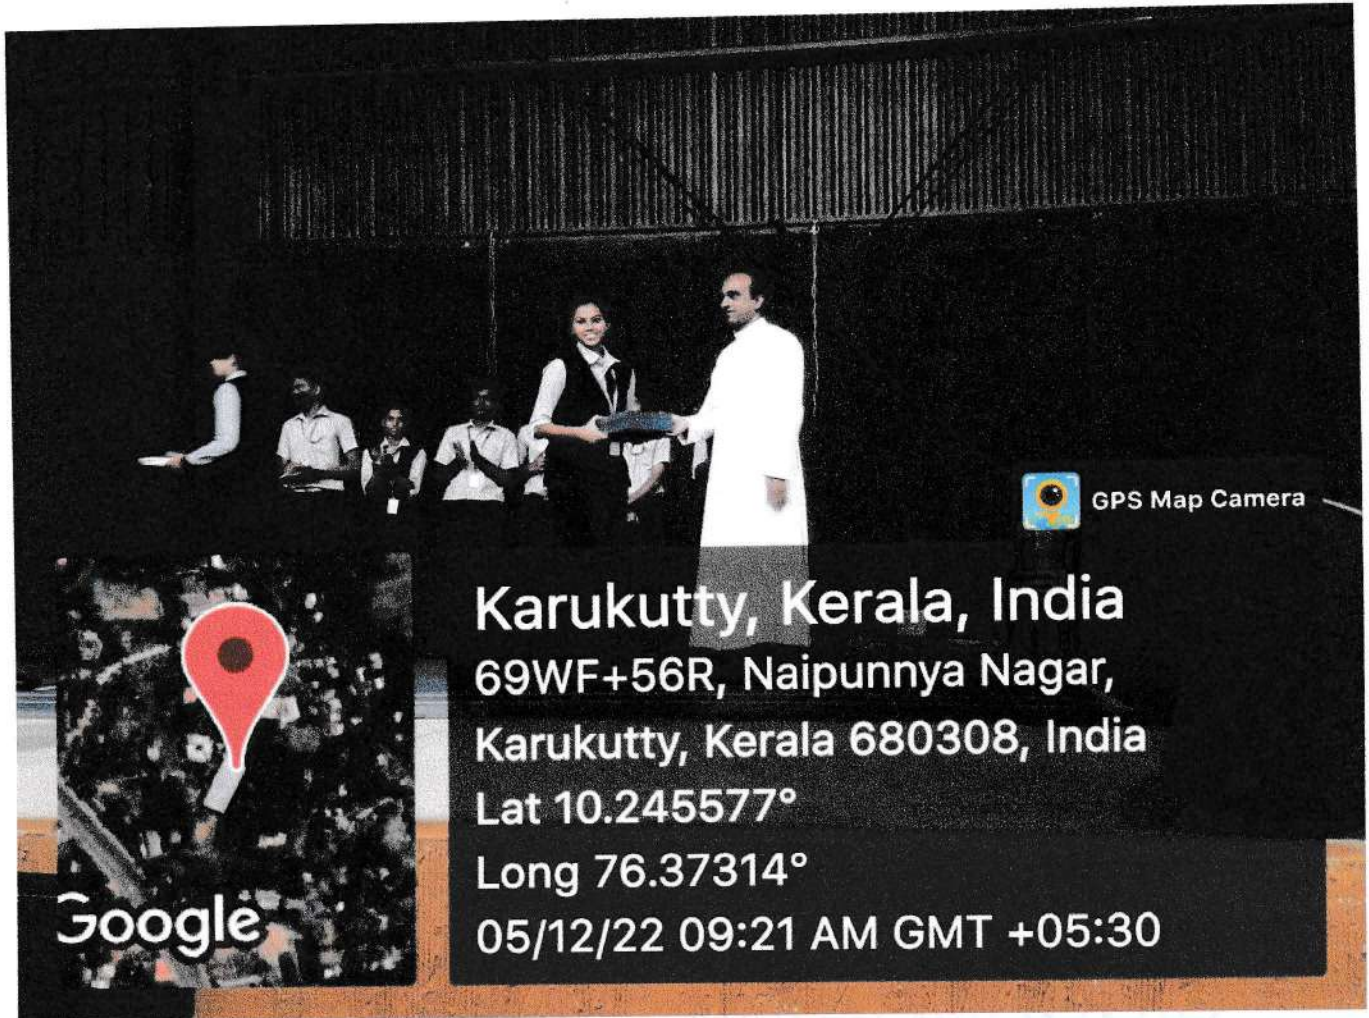 GPS Map Camera
Karukutty, Kerala, India
69WF+56R, Naipunnya Nagar,
Karukutty, Kerala 680308, India
Lat 10.245577°
Long 76.37314°
05/12/22 09:21 AM GMT +05:30
Google